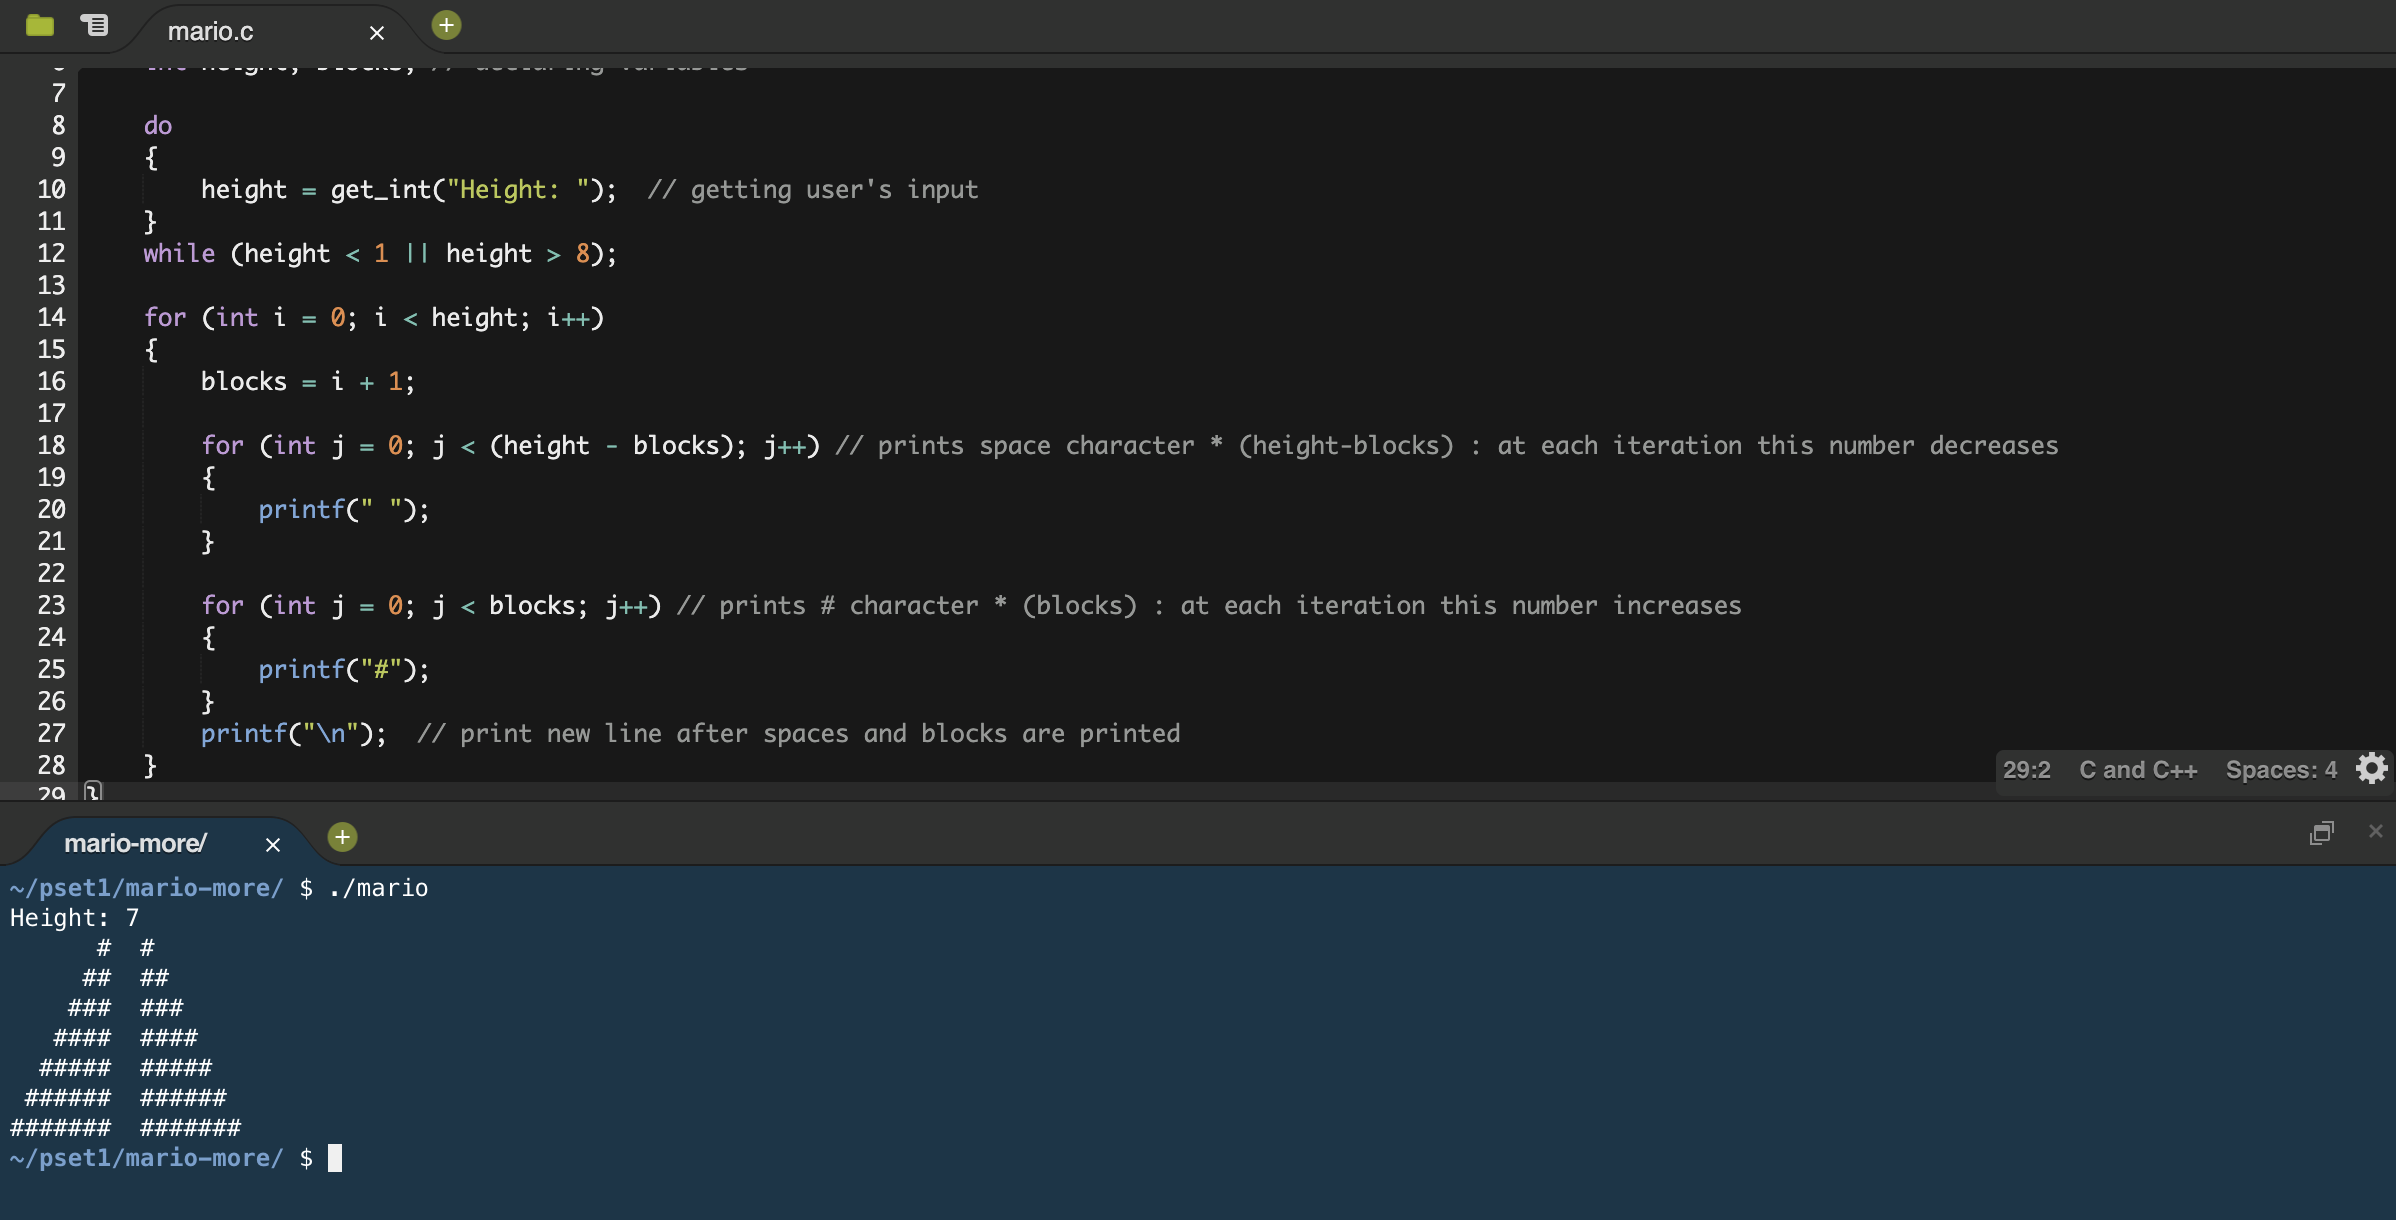 mario.c
int height, blocks; // declaring variables
7
8 do
9 {
10 height = get_int("Height: ");  // getting user's input
11 }
12 while (height < 1 || height > 8);
13
14 for (int i = 0; i < height; i++)
15 {
16 blocks = i + 1;
17
18 for (int j = 0; j < (height - blocks); j++) // prints space character * (height-blocks) : at each iteration this number decreases
19 {
20 printf(" ");
21 }
22
23 for (int j = 0; j < blocks; j++) // prints # character * (blocks) : at each iteration this number increases
24 {
25 printf("#");
26 }
27 printf("\n");  // print new line after spaces and blocks are printed
28 }
29 }
29:2 C and C++ Spaces: 4
mario-more/
~/pset1/mario-more/ $ ./mario
Height: 7
      #  #
     ##  ##
    ###  ###
   ####  ####
  #####  #####
 ######  ######
#######  #######
~/pset1/mario-more/ $